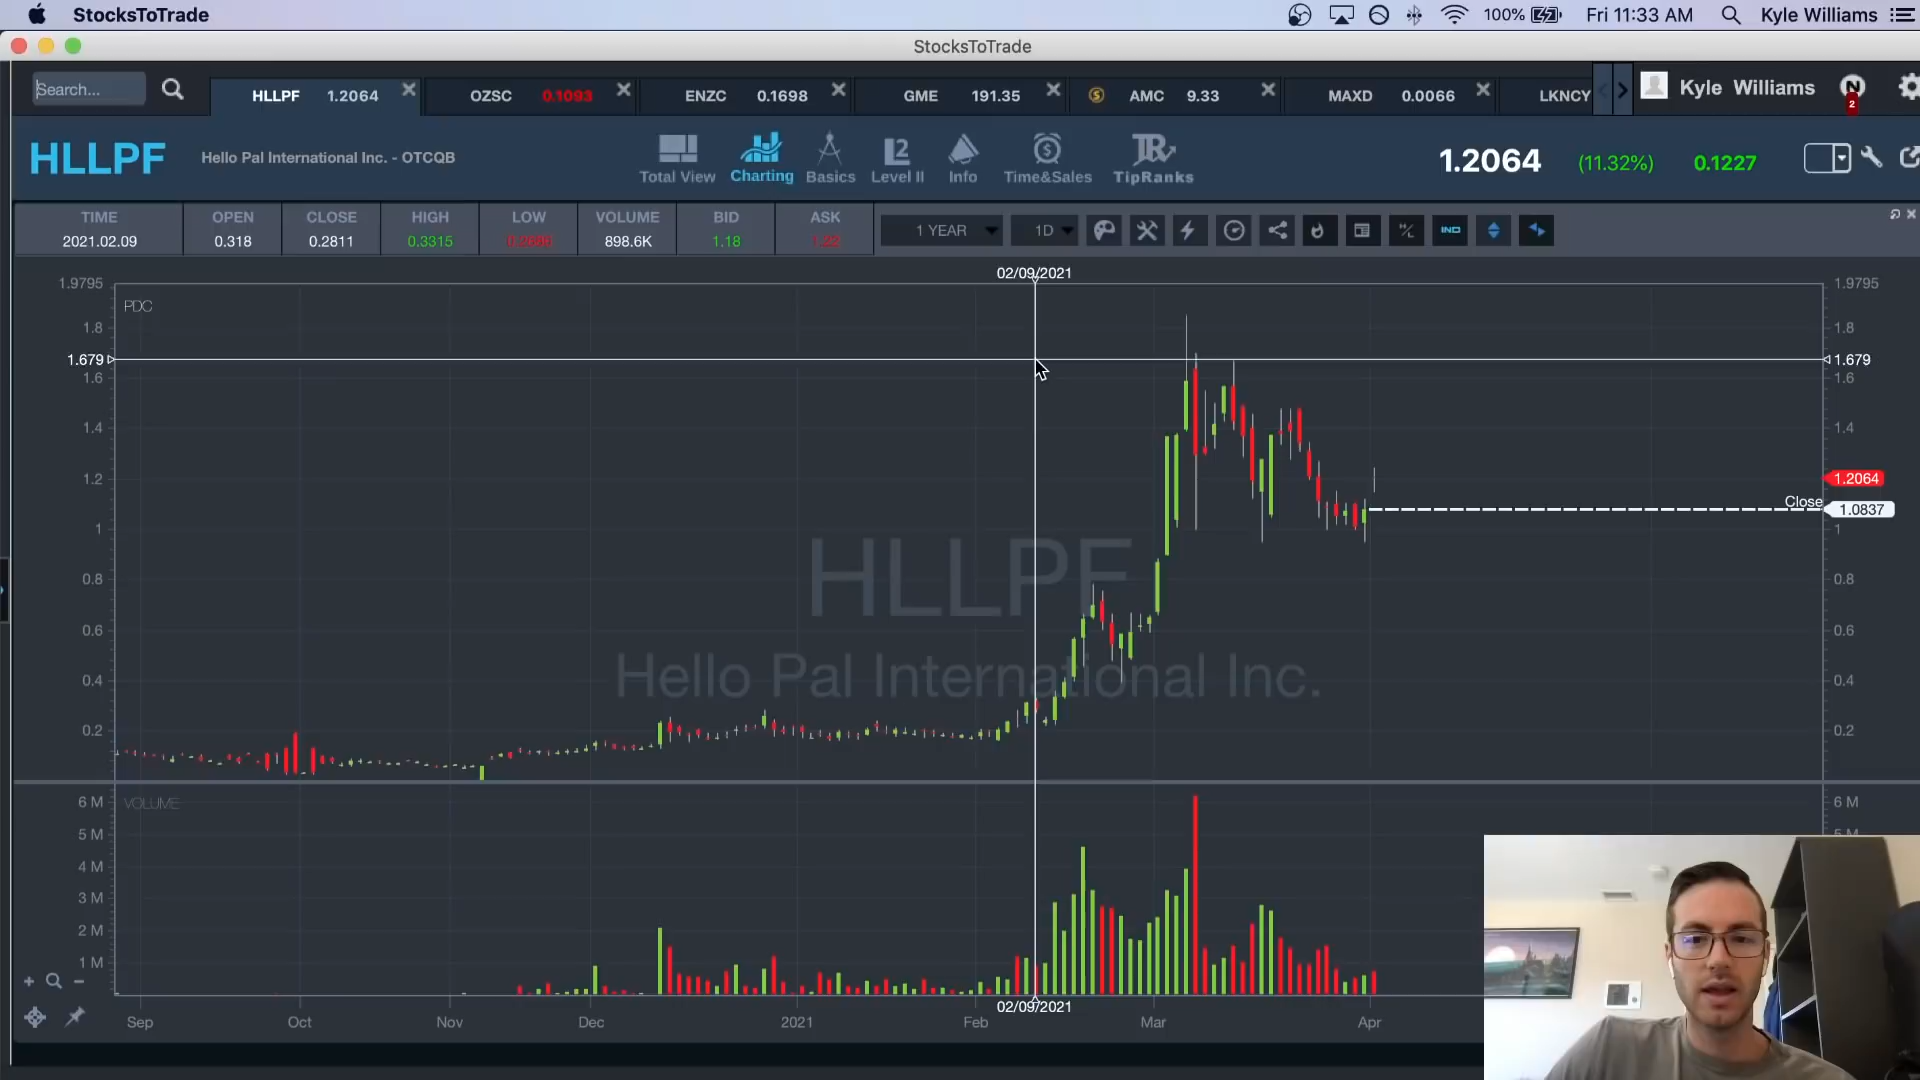 StocksToTrade
100%
Fri 11:33 AM
Kyle Williams
StocksToTrade
Search...
HLLPF 1.2064
OZSC 0.1093
ENZC 0.1698
GME 191.35
AMC 9.33
MAXD 0.0066
LKNCY
Kyle Williams
N
2
HLLPF
Hello Pal International Inc. - OTCQB
Total View
Charting
Basics
L2
Level II
Info
Time&Sales
TR
TipRanks
1.2064
(11.32%)
0.1227
TIME OPEN CLOSE HIGH LOW VOLUME BID ASK
2021.02.09 0.318 0.2811 0.3315 898.6K 1.18 1.22
1 YEAR
1D
H/L
IND
02/09/2021
1.9795 1.9795
PDC
1.8 1.8
1.679 1.679
1.6 1.6
1.4 1.4
1.2 1.2064
Close
1.0837
1 1
0.8 0.8
0.6 0.6
0.4 0.4
0.2 0.2
HLLPF
Hello Pal International Inc.
VOLUME
6 M 6 M
5 M 5 M
4 M
3 M
2 M
1 M
02/09/2021
Sep Oct Nov Dec 2021 Feb Mar Apr